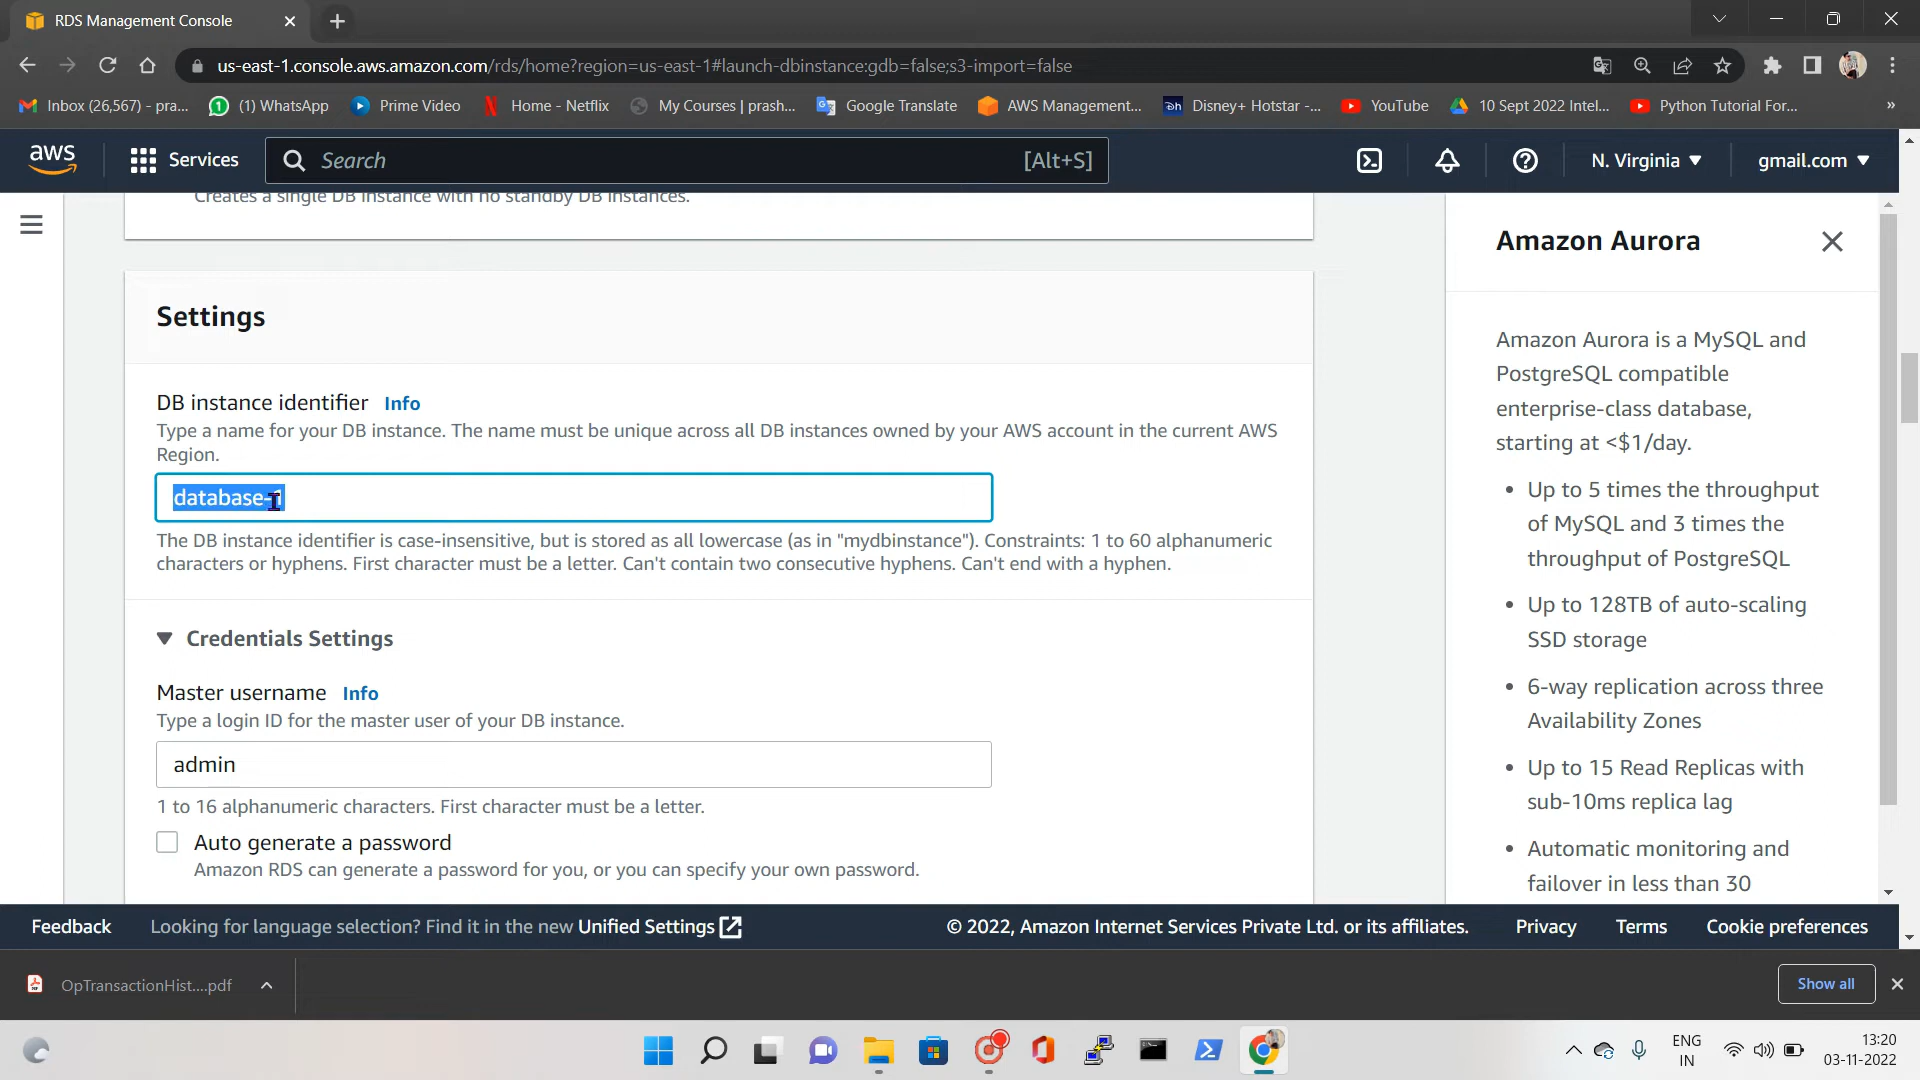 RDS Management Console
us-east-1.console.aws.amazon.com/rds/home?region=us-east-1#launch-dbinstance:gdb=false;s3-import=false
Inbox (26,567) - pra...
(1) WhatsApp
Prime Video
Home - Netflix
My Courses | prash...
Google Translate
AWS Management...
Disney+ Hotstar -...
YouTube
10 Sept 2022 Intel...
Python Tutorial For...
»
aws
Services
Search
[Alt+S]
N. Virginia
gmail.com
Creates a single DB instance with no standby DB instances.
Settings
DB instance identifier Info
Type a name for your DB instance. The name must be unique across all DB instances owned by your AWS account in the current AWS
Region.
database-1
The DB instance identifier is case-insensitive, but is stored as all lowercase (as in "mydbinstance"). Constraints: 1 to 60 alphanumeric
characters or hyphens. First character must be a letter. Can't contain two consecutive hyphens. Can't end with a hyphen.
Credentials Settings
Master username Info
Type a login ID for the master user of your DB instance.
admin
1 to 16 alphanumeric characters. First character must be a letter.
Auto generate a password
Amazon RDS can generate a password for you, or you can specify your own password.
Amazon Aurora
Amazon Aurora is a MySQL and
PostgreSQL compatible
enterprise-class database,
starting at <$1/day.
• Up to 5 times the throughput
of MySQL and 3 times the
throughput of PostgreSQL
• Up to 128TB of auto-scaling
SSD storage
• 6-way replication across three
Availability Zones
• Up to 15 Read Replicas with
sub-10ms replica lag
• Automatic monitoring and
failover in less than 30
Feedback
Looking for language selection? Find it in the new Unified Settings
© 2022, Amazon Internet Services Private Ltd. or its affiliates.
Privacy
Terms
Cookie preferences
OpTransactionHist....pdf
Show all
ENG
IN
13:20
03-11-2022